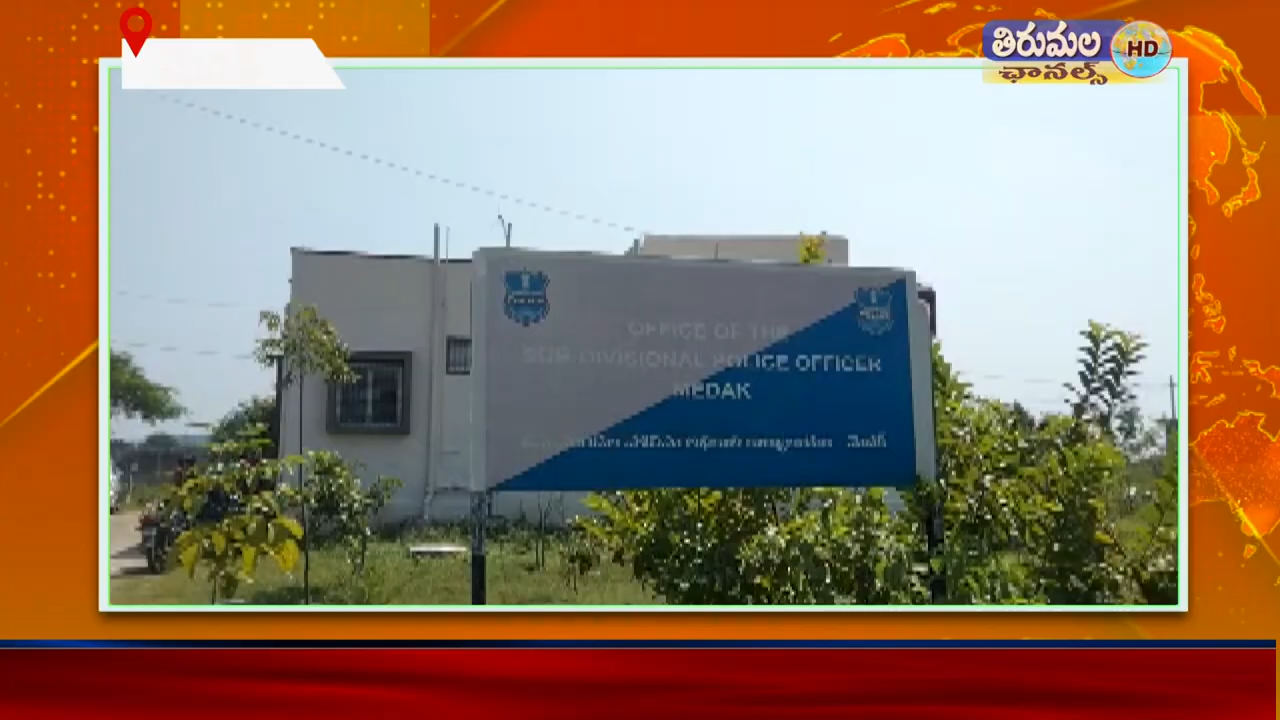 తిరుమల
HD
ఛానల్స్
OFFICE OF THE
SUB-DIVISIONAL POLICE OFFICER
MEDAK